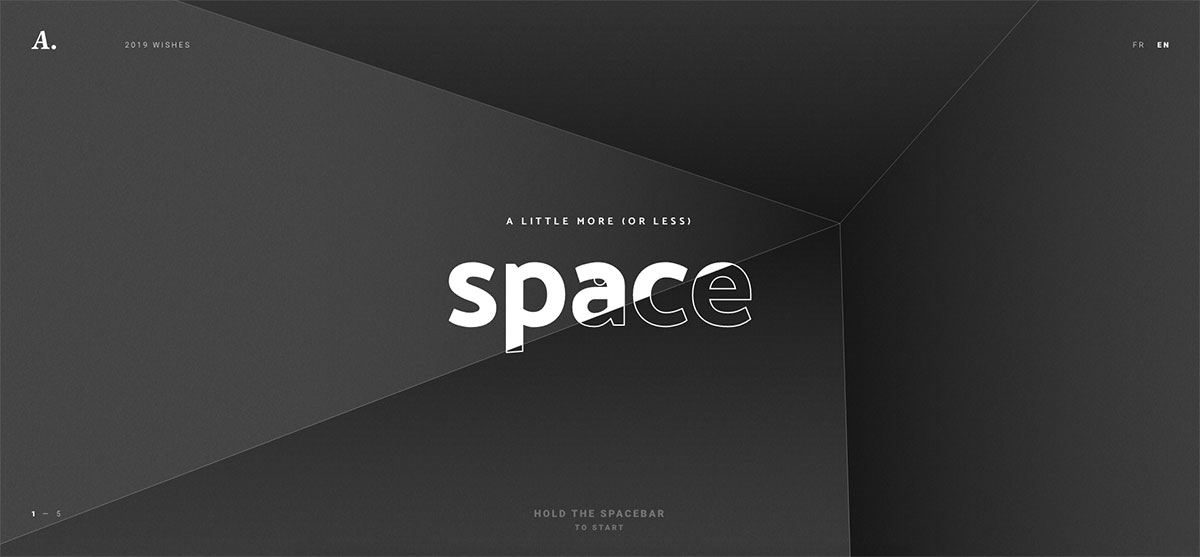 A.
2019 WISHES
FR EN
A LITTLE MORE (OR LESS)
space
1 — 5
HOLD THE SPACEBAR
TO START